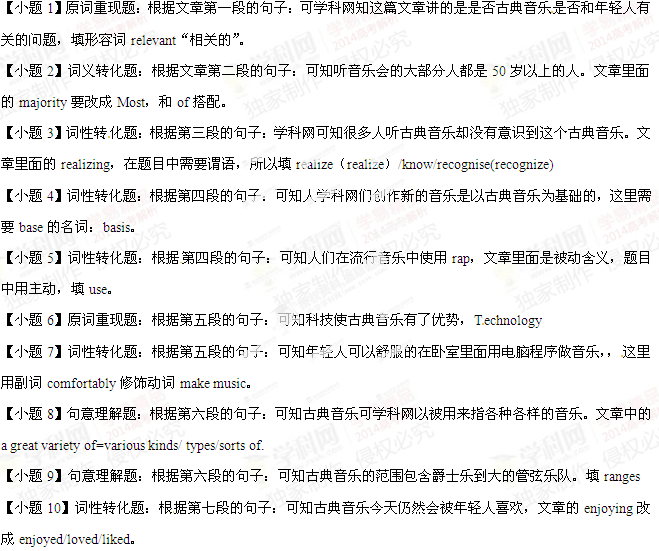 【小题 1】原词重现题：根据文章第一段的句子：可学科网知这篇文章讲的是是否古典音乐是否和年轻人有
关的问题，填形容词 relevant“相关的”。
【小题 2】词义转化题：根据文章第二段的句子：可知听音乐会的大部分人都是 50 岁以上的人。文章里面
的 majority 要改成 Most，和 of 搭配。
【小题 3】词性转化题：根据第三段的句子：学科网可知很多人听古典音乐却没有意识到这个古典音乐。文
章里面的 realizing，在题目中需要谓语，所以填 realize（realize）/know/recognise(recognize)
【小题 4】词性转化题：根据第四段的句子：可知人学科网们创作新的音乐是以古典音乐为基础的，这里需
要 base 的名词：basis。
【小题 5】词性转化题：根据第四段的句子：可知人们在流行音乐中使用 rap，文章里面是被动含义，题目
中用主动，填 use。
【小题 6】原词重现题：根据第五段的句子：可知科技使古典音乐有了优势，Technology
【小题 7】词性转化题：根据第五段的句子：可知年轻人可以舒服的在卧室里面用电脑程序做音乐，，这里
用副词 comfortably 修饰动词 make music。
【小题 8】句意理解题：根据第六段的句子：可知古典音乐可学科网以被用来指各种各样的音乐。文章中的
a great variety of=various kinds/ types/sorts of.
【小题 9】句意理解题：根据第六段的句子：可知古典音乐的范围包含爵士乐到大的管弦乐队。填 ranges
【小题 10】词性转化题：根据第七段的句子：可知古典音乐今天仍然会被年轻人喜欢，文章的 enjoying 改
成 enjoyed/loved/liked。